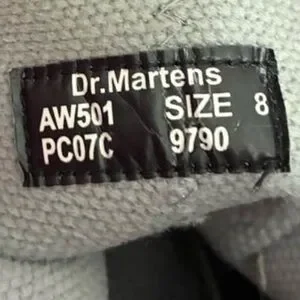 Dr.Martens
AW501 SIZE 8
PC07C 9790